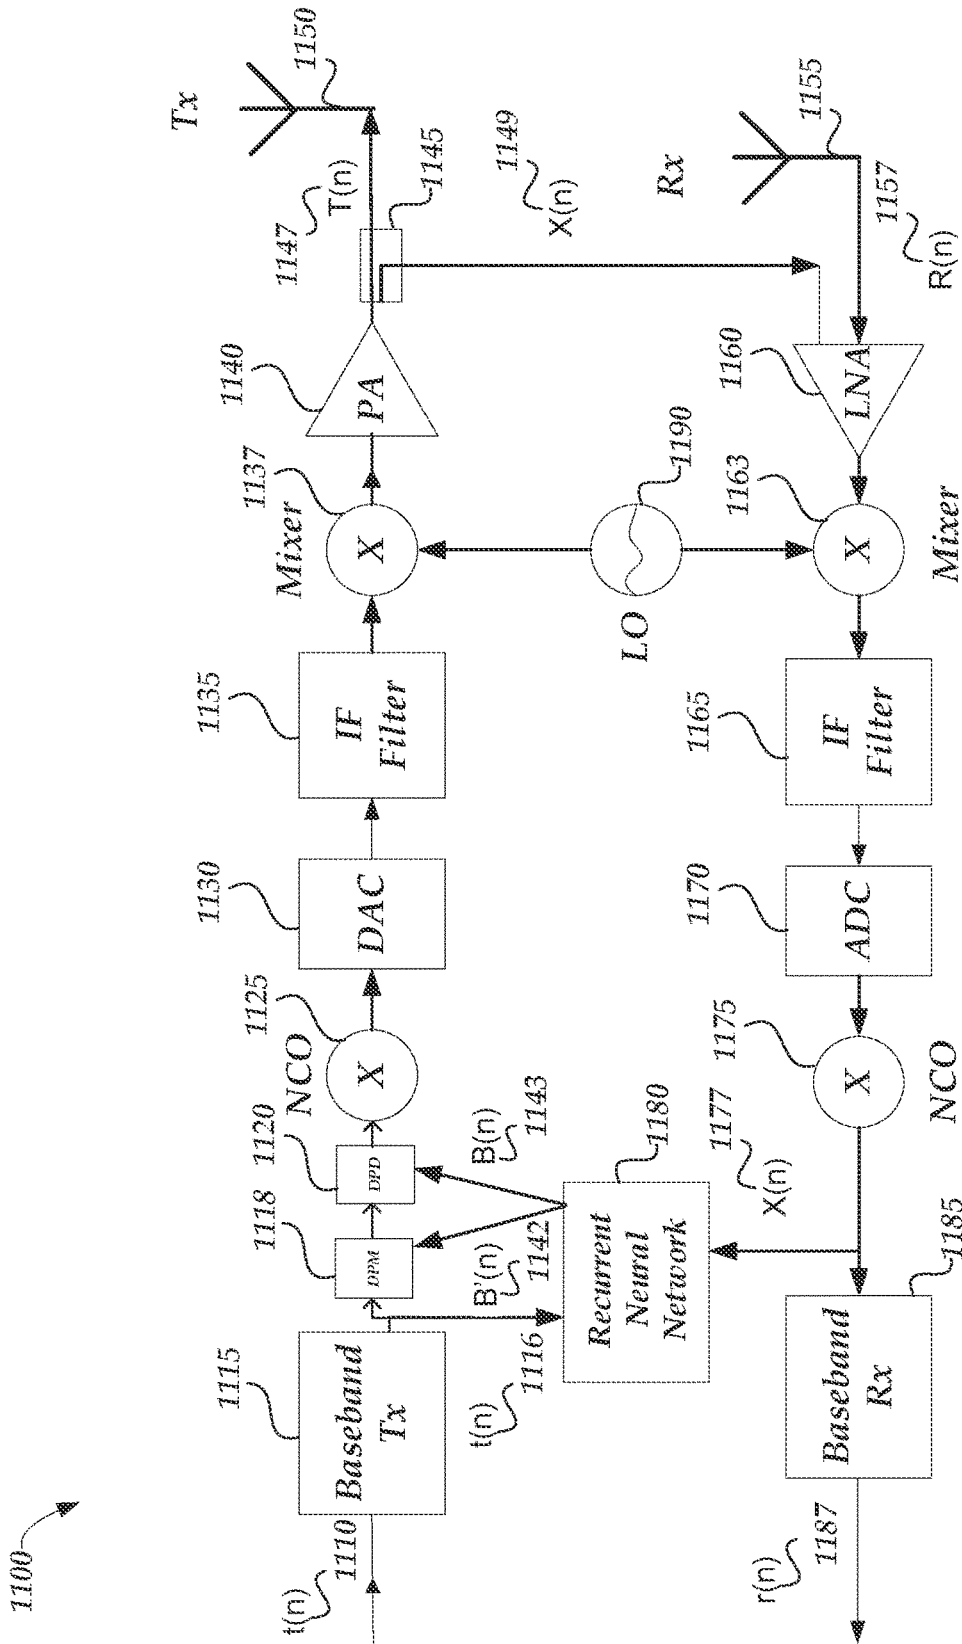 1100
t(n)
1110
1115
Baseband
Tx
t(n)
1116
1118
DPM
1120
DPD
B'(n)
1142
B(n)
1143
NCO
1125
X
1130
DAC
1135
IF
Filter
Mixer
1137
X
1140
PA
1147
T(n)
1145
Tx
1150
X(n)
1149
Rx
1155
1157
R(n)
1160
LNA
LO
1190
1163
X
Mixer
1165
IF
Filter
1170
ADC
1175
X
NCO
1177
X(n)
1180
Recurrent
Neural
Network
1185
Baseband
Rx
r(n)
1187